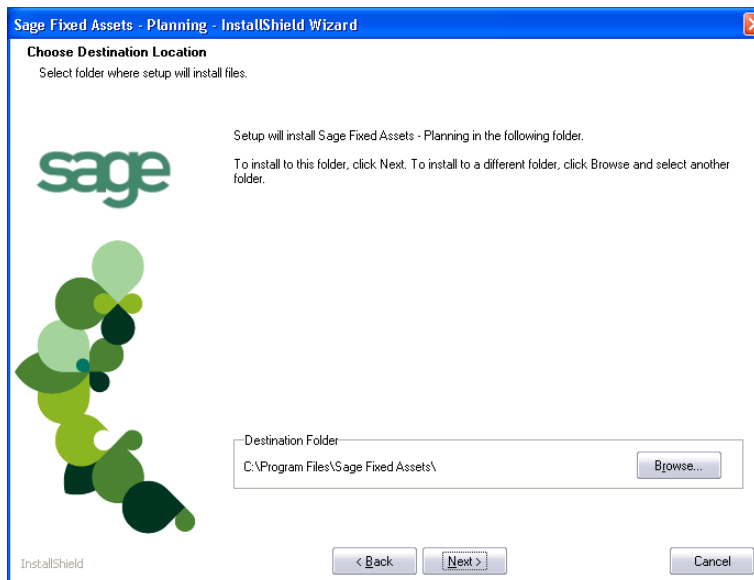 Sage Fixed Assets - Planning - InstallShield Wizard
Choose Destination Location
Select folder where setup will install files.
sage
Setup will install Sage Fixed Assets - Planning in the following folder.
To install to this folder, click Next. To install to a different folder, click Browse and select another
folder.
Destination Folder
C:\Program Files\Sage Fixed Assets\
Browse...
InstallShield
< Back
Next >
Cancel